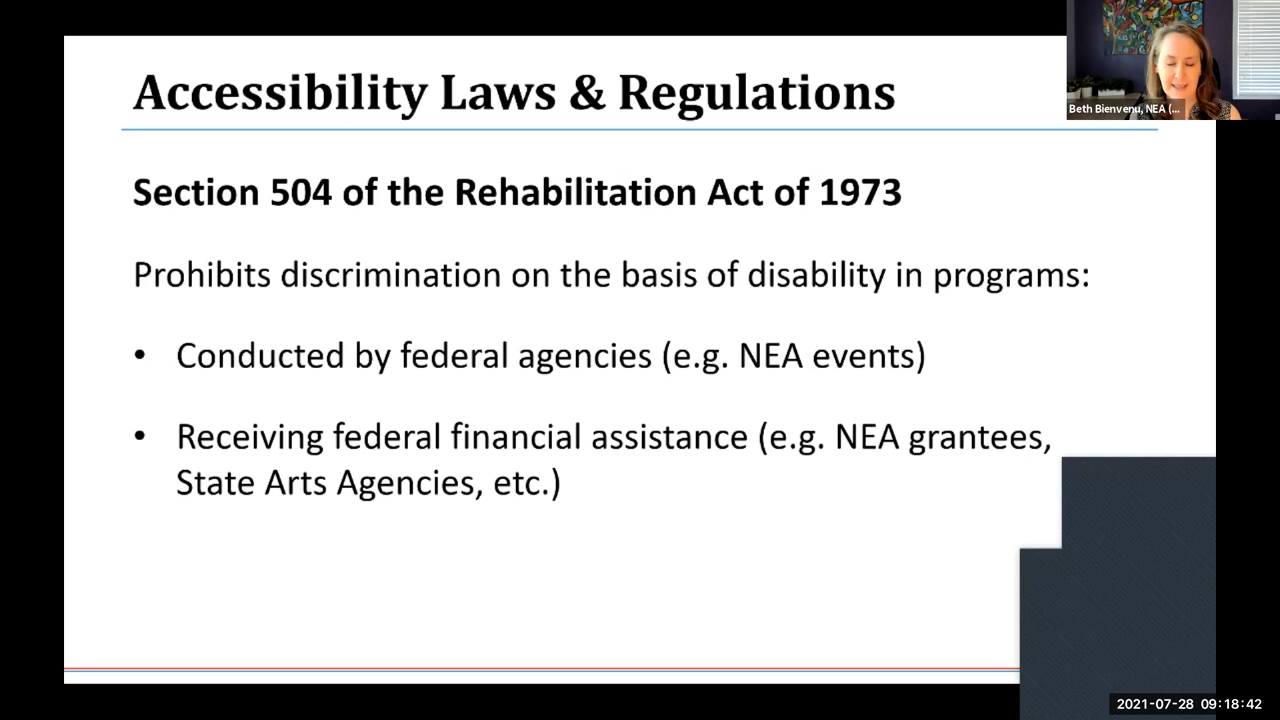 Accessibility Laws & Regulations
Beth Bienvenu, NEA (...
Section 504 of the Rehabilitation Act of 1973
Prohibits discrimination on the basis of disability in programs:
• Conducted by federal agencies (e.g. NEA events)
• Receiving federal financial assistance (e.g. NEA grantees,
State Arts Agencies, etc.)
2021-07-28 09:18:42